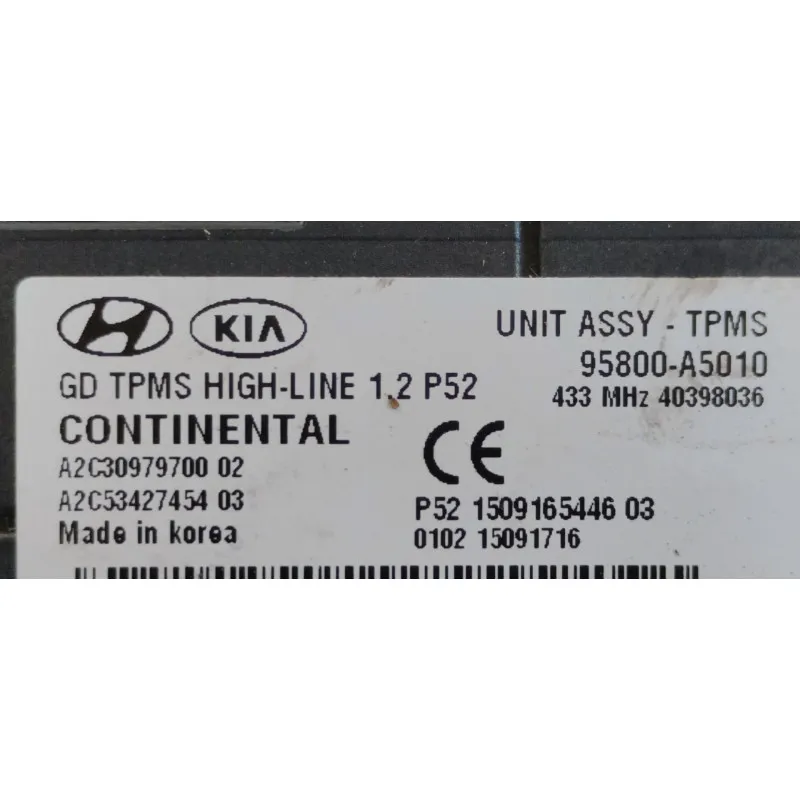 KIA
UNIT ASSY - TPMS
95800-A5010
433 MHz 40398036
GD TPMS HIGH-LINE 1.2 P52
CONTINENTAL
A2C30979700 02
A2C53427454 03
Made in korea
CE
P52 1509165446 03
0102 15091716